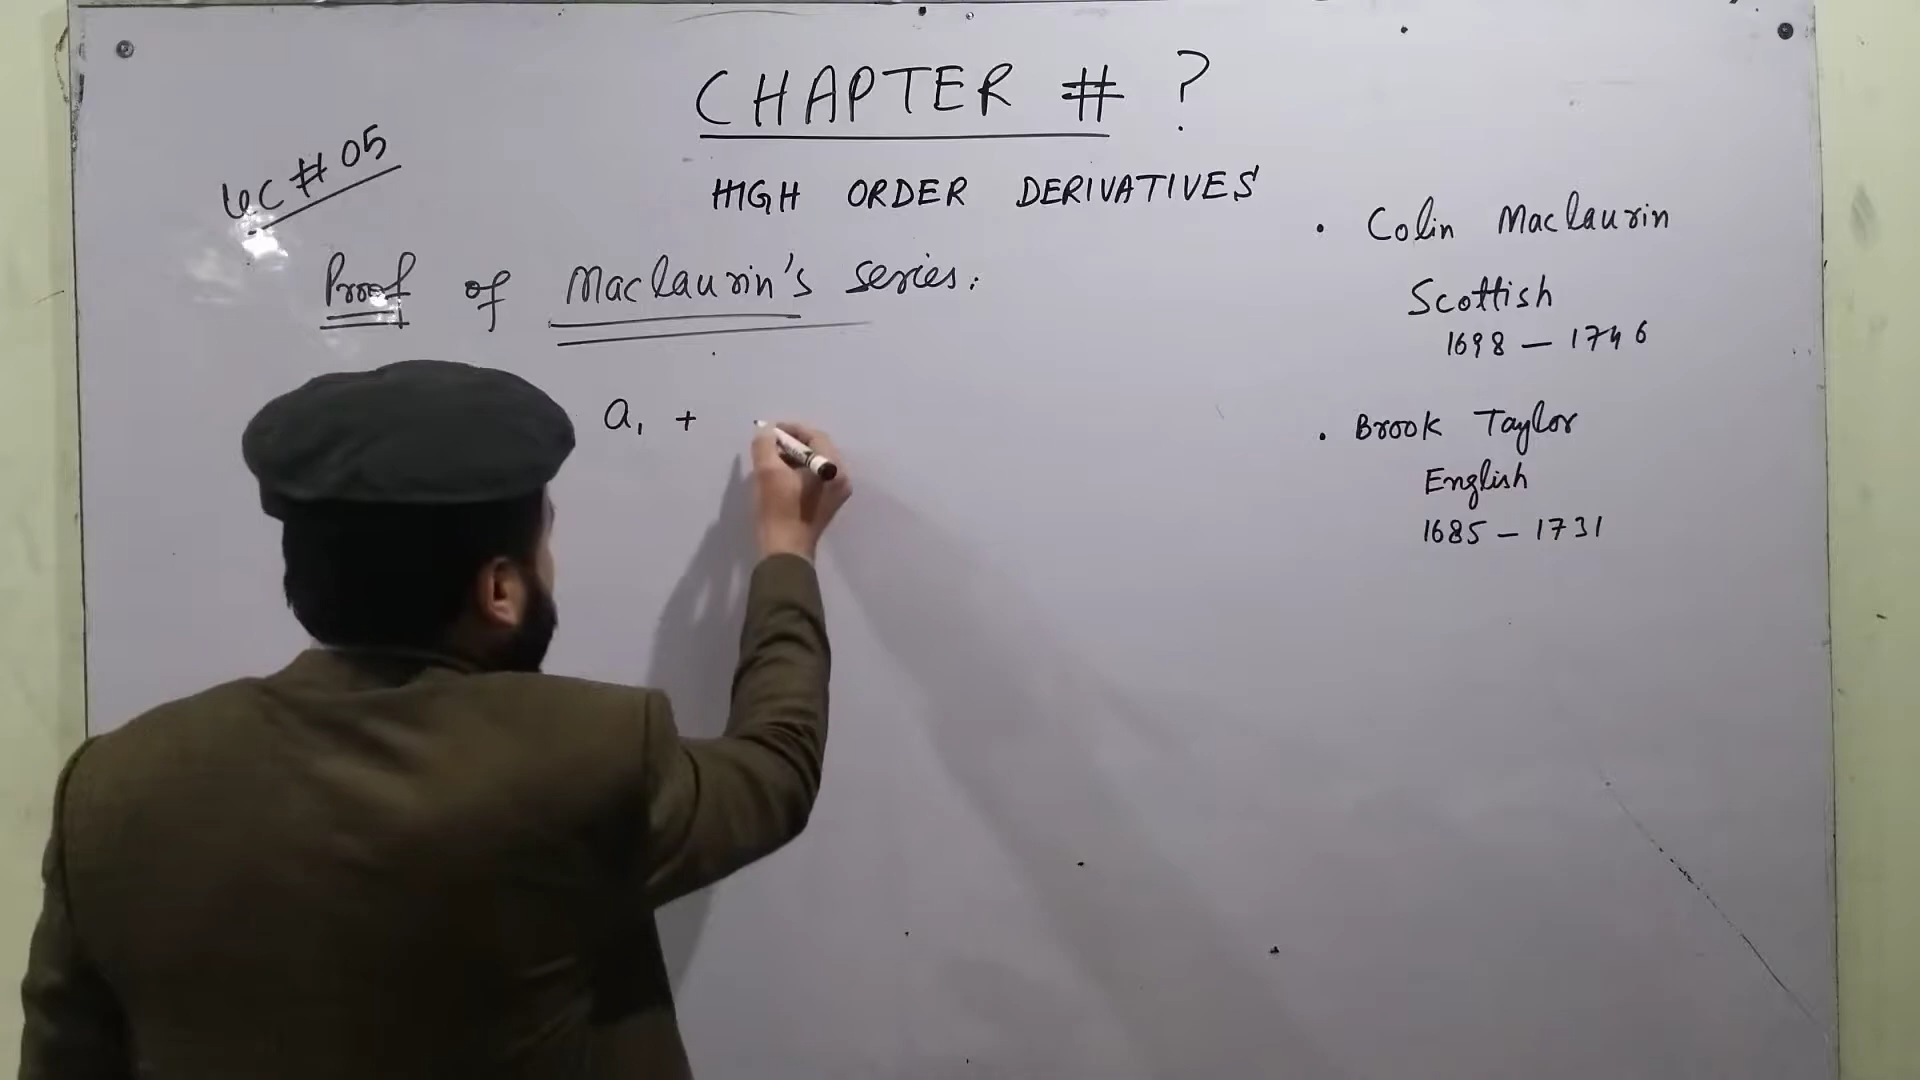 CHAPTER # ?
Lec # 05
HIGH ORDER DERIVATIVES
Proof of Maclaurin's series:
a₁ +
• Colin Maclaurin
Scottish
1698 — 1746
• Brook Taylor
English
1685 — 1731